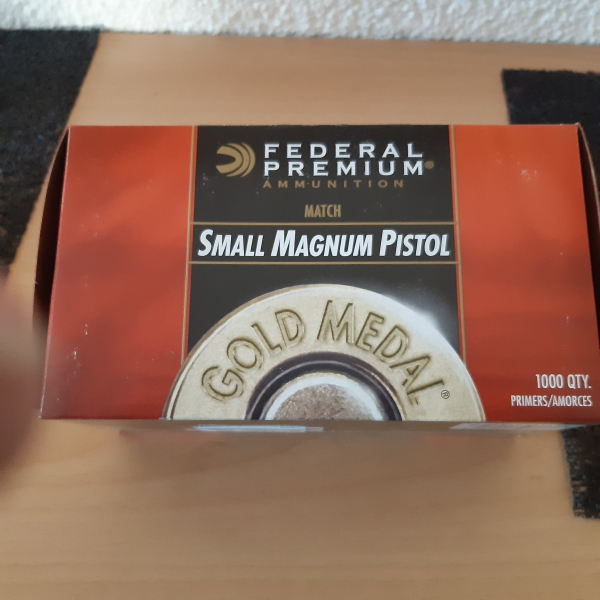 FEDERAL
PREMIUM®
AMMUNITION
MATCH
SMALL MAGNUM PISTOL
GOLD MEDAL®
1000 QTY.
PRIMERS/AMORCES